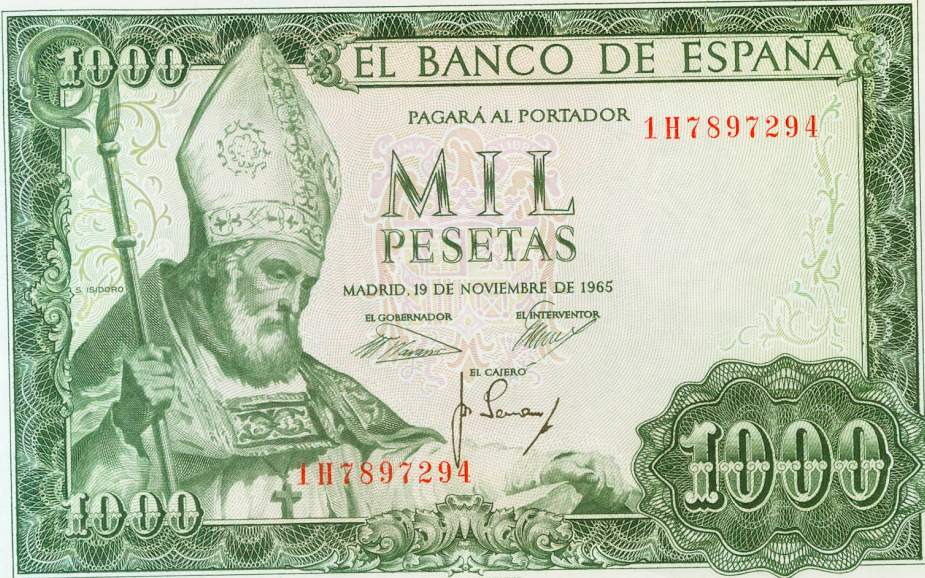 1000
EL BANCO DE ESPAÑA
PAGARÁ AL PORTADOR
1H7897294
MIL
PESETAS
S. ISIDORO
MADRID, 19 DE NOVIEMBRE DE 1965
EL GOBERNADOR
EL INTERVENTOR
EL CAJERO
1H7897294
1000
1000